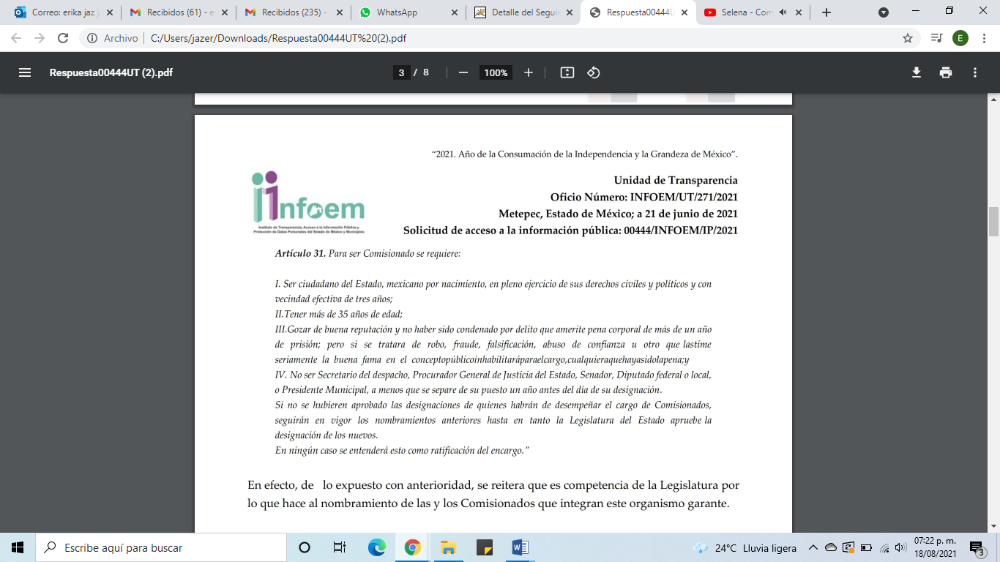 Correo: erika jaz j
Recibidos (61) - e
Recibidos (235) -
WhatsApp
Detalle del Seguin
Respuesta00444U
Selena - Com
Archivo
C:/Users/jazer/Downloads/Respuesta00444UT%20(2).pdf
E
Respuesta00444UT (2).pdf
3 / 8
100%
“2021. Año de la Consumación de la Independencia y la Grandeza de México”.
infoem
Instituto de Transparencia, Acceso a la Información Pública y
Protección de Datos Personales del Estado de México y Municipios
Unidad de Transparencia
Oficio Número: INFOEM/UT/271/2021
Metepec, Estado de México; a 21 de junio de 2021
Solicitud de acceso a la información pública: 00444/INFOEM/IP/2021
Artículo 31. Para ser Comisionado se requiere:
I. Ser ciudadano del Estado, mexicano por nacimiento, en pleno ejercicio de sus derechos civiles y políticos y con
vecindad efectiva de tres años;
II.Tener más de 35 años de edad;
III.Gozar de buena reputación y no haber sido condenado por delito que amerite pena corporal de más de un año
de prisión; pero si se tratara de robo, fraude, falsificación, abuso de confianza u otro que lastime
seriamente la buena fama en el conceptopúblicoinhabilitaráparaelcargo,cualquieraquehayasidolapena;y
IV. No ser Secretario del despacho, Procurador General de Justicia del Estado, Senador, Diputado federal o local,
o Presidente Municipal, a menos que se separe de su puesto un año antes del día de su designación.
Si no se hubieren aprobado las designaciones de quienes habrán de desempeñar el cargo de Comisionados,
seguirán en vigor los nombramientos anteriores hasta en tanto la Legislatura del Estado apruebe la
designación de los nuevos.
En ningún caso se entenderá esto como ratificación del encargo.”
En efecto, de lo expuesto con anterioridad, se reitera que es competencia de la Legislatura por
lo que hace al nombramiento de las y los Comisionados que integran este organismo garante.
Escribe aquí para buscar
24°C Lluvia ligera
07:22 p. m.
18/08/2021
3